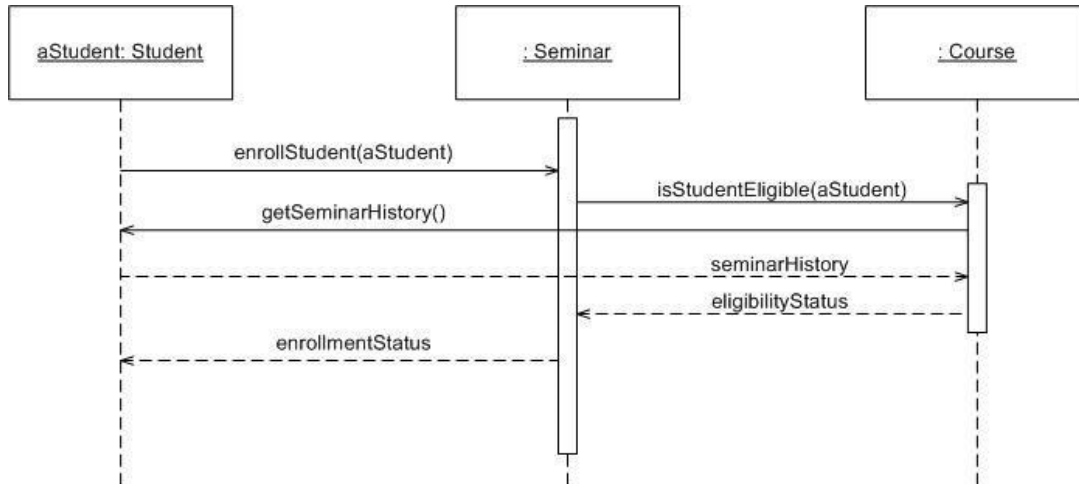 aStudent: Student
: Seminar
: Course
enrollStudent(aStudent)
isStudentEligible(aStudent)
getSeminarHistory()
seminarHistory
eligibilityStatus
enrollmentStatus